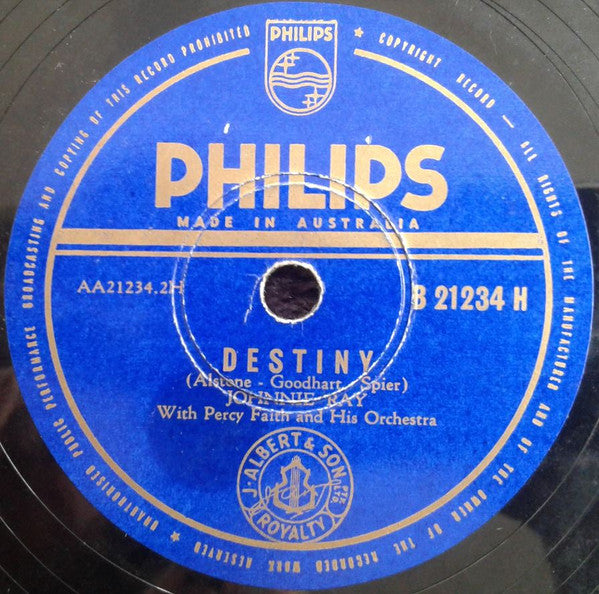 PHILIPS
PHILIPS
MADE IN AUSTRALIA
AA21234.2H
B 21234 H
DESTINY
(Alstone - Goodhart - Spier)
JOHNNIE RAY
With Percy Faith and His Orchestra
J. ALBERT & SON PTY. LTD.
ROYALTY
★ COPYRIGHT RECORD — ALL RIGHTS OF THE MANUFACTURER AND OF THE OWNER OF THE RECORDED WORK RESERVED ★ UNAUTHORISED PUBLIC PERFORMANCE BROADCASTING AND COPYING OF THIS RECORD PROHIBITED